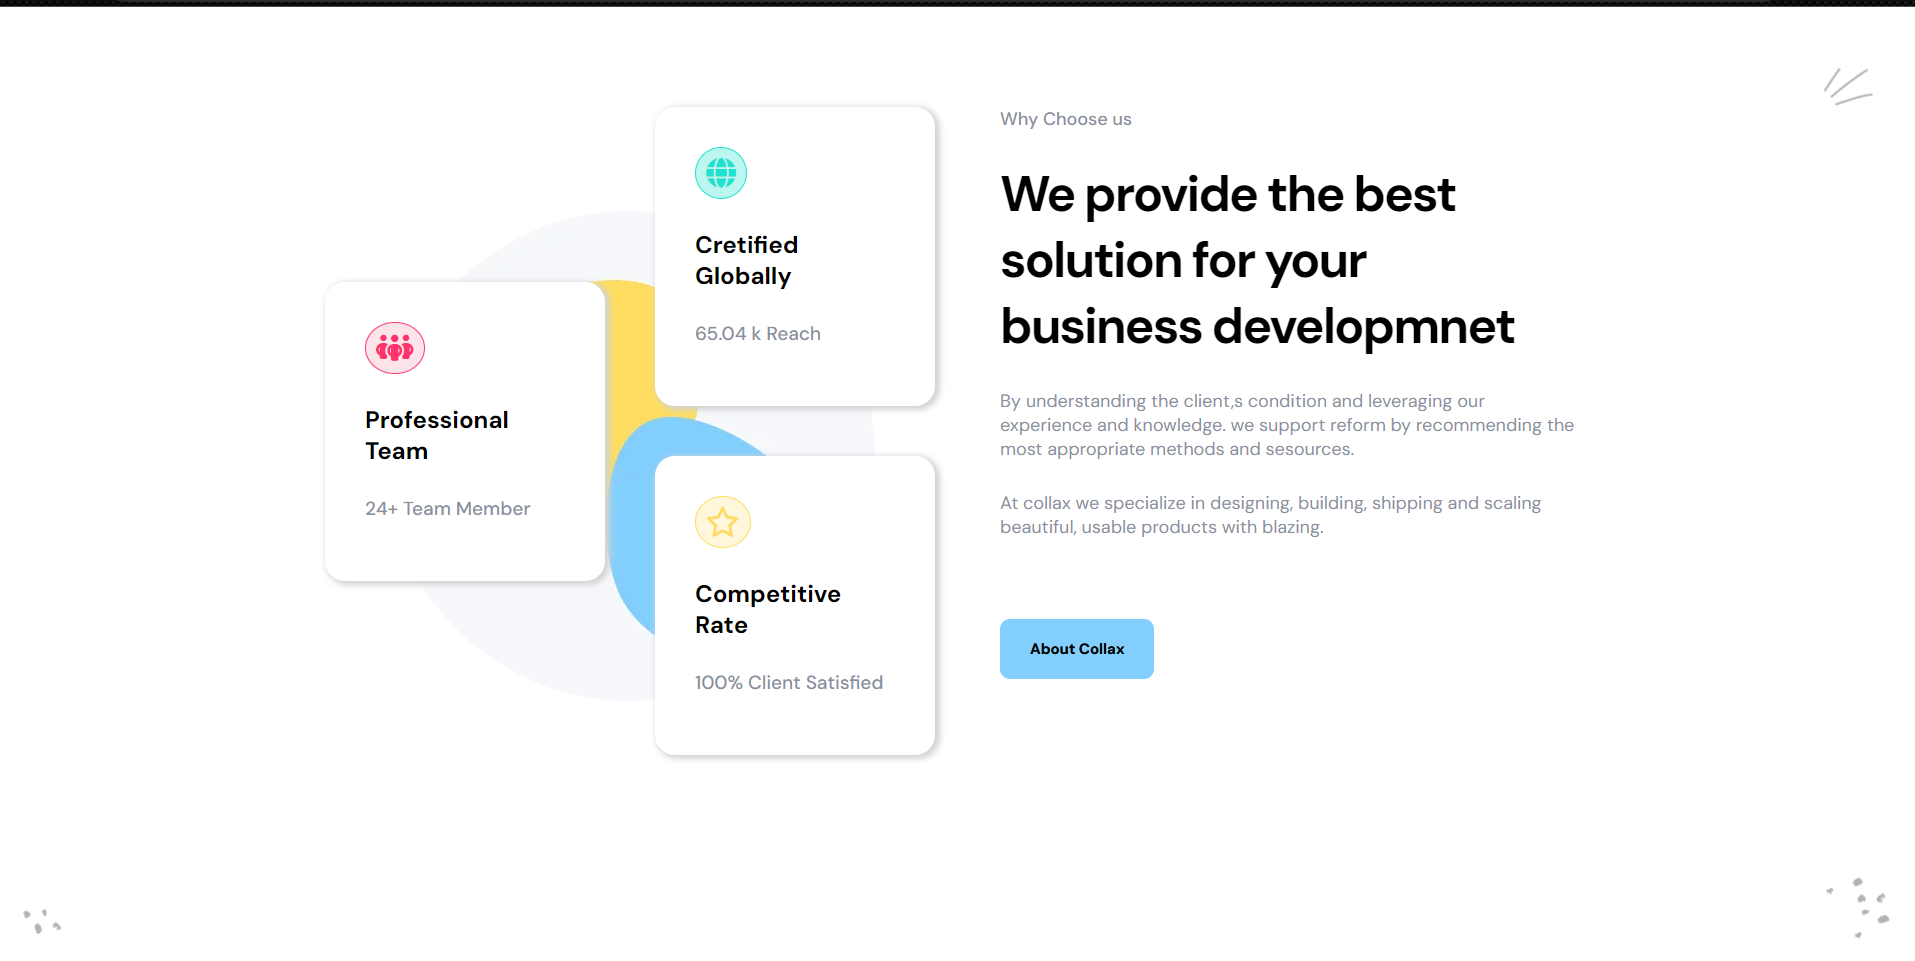 Why Choose us
We provide the best
solution for your
business developmnet
By understanding the client,s condition and leveraging our
experience and knowledge. we support reform by recommending the
most appropriate methods and sesources.
At collax we specialize in designing, building, shipping and scaling
beautiful, usable products with blazing.
About Collax
Cretified
Globally
65.04 k Reach
Professional
Team
24+ Team Member
Competitive
Rate
100% Client Satisfied